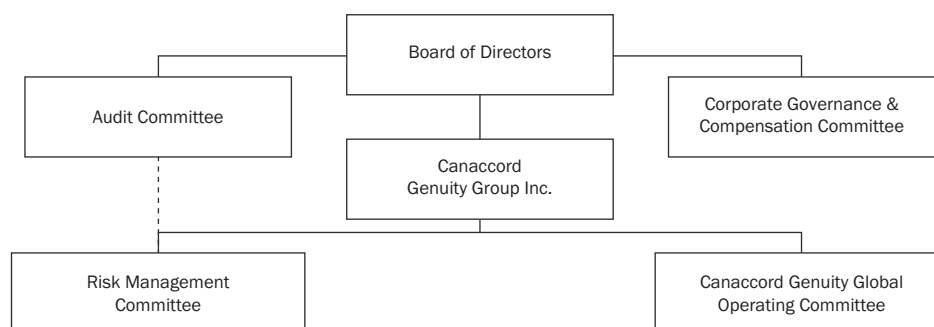 Board of Directors
Audit Committee
Corporate Governance &
Compensation Committee
Canaccord
Genuity Group Inc.
Risk Management
Committee
Canaccord Genuity Global
Operating Committee